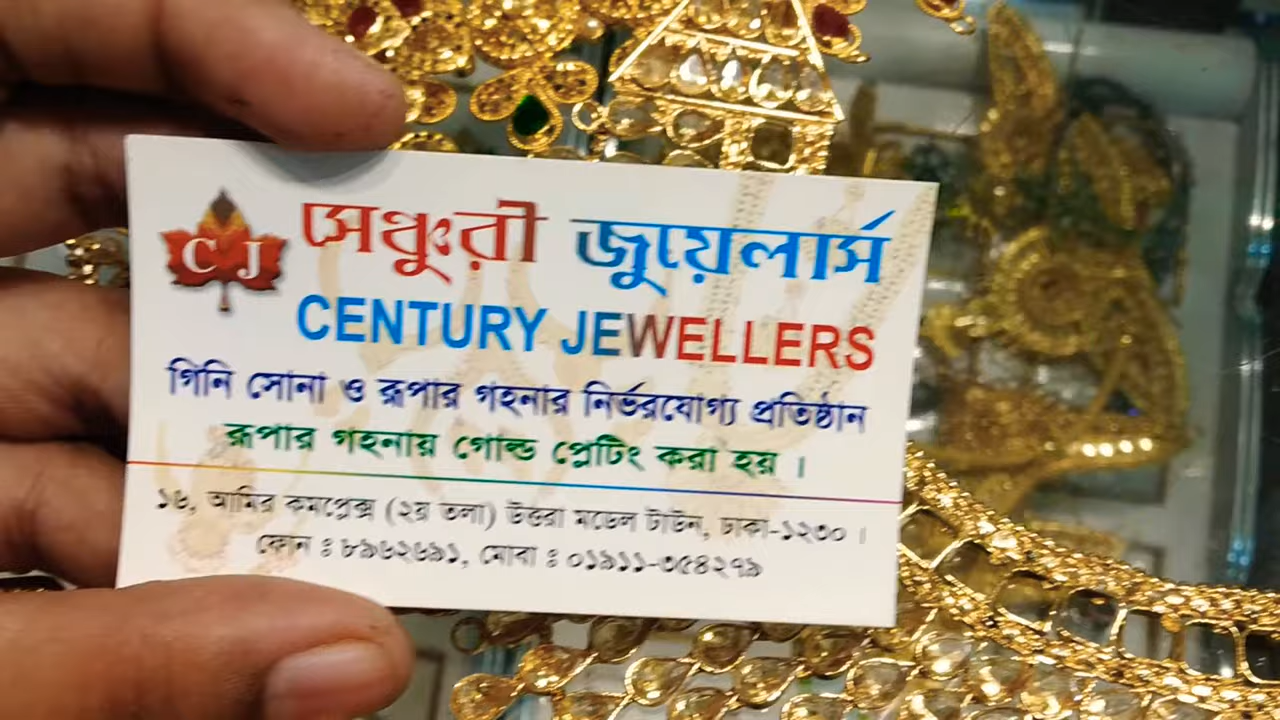 C J
সেঞ্চুঃরী জুয়েলার্স
CENTURY JEWELLERS
গিনি সোনা ও রূপার গহনার নির্ভরযোগ্য প্রতিষ্ঠান
রূপার গহনায় গোল্ড প্লেটিং করা হয় ।
১৬, আমির কমপ্লেক্স (২য় তলা) উত্তরা মডেল টাউন, ঢাকা-১২৩০ ।
ফোন ঃ ৮৯৬২৬৯১, মোবা ঃ ০১৯১১-৩৫৪২৭৯